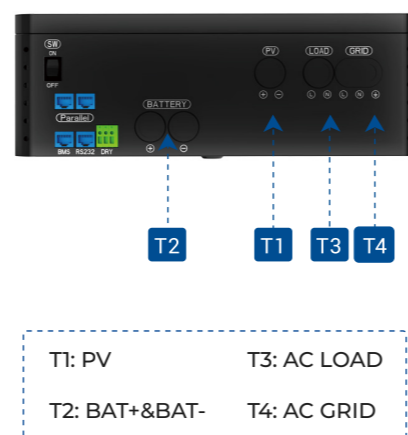 SW
ON
OFF
PV
LOAD
GRID
+ −
L N L N ⏚
BATTERY
Parallel
+ −
BMS RS232 DRY
T2 T1 T3 T4
T1: PV T3: AC LOAD
T2: BAT+&BAT- T4: AC GRID